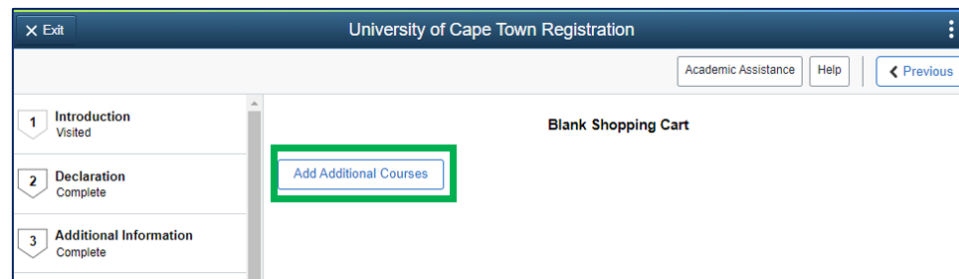 Exit
University of Cape Town Registration
Academic Assistance
Help
Previous
1
Introduction
Visited
Blank Shopping Cart
Add Additional Courses
2
Declaration
Complete
3
Additional Information
Complete